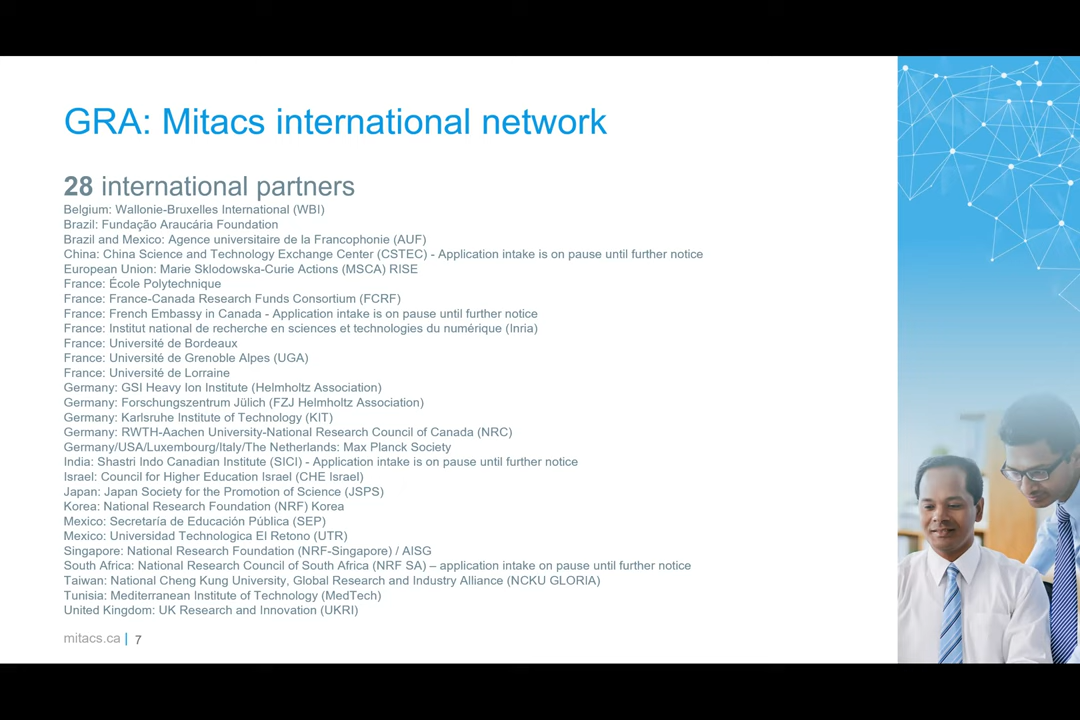 GRA: Mitacs international network
28 international partners
Belgium: Wallonie-Bruxelles International (WBI)
Brazil: Fundação Araucária Foundation
Brazil and Mexico: Agence universitaire de la Francophonie (AUF)
China: China Science and Technology Exchange Center (CSTEC) - Application intake is on pause until further notice
European Union: Marie Sklodowska-Curie Actions (MSCA) RISE
France: École Polytechnique
France: France-Canada Research Funds Consortium (FCRF)
France: French Embassy in Canada - Application intake is on pause until further notice
France: Institut national de recherche en sciences et technologies du numérique (Inria)
France: Université de Bordeaux
France: Université de Grenoble Alpes (UGA)
France: Université de Lorraine
Germany: GSI Heavy Ion Institute (Helmholtz Association)
Germany: Forschungszentrum Jülich (FZJ Helmholtz Association)
Germany: Karlsruhe Institute of Technology (KIT)
Germany: RWTH-Aachen University-National Research Council of Canada (NRC)
Germany/USA/Luxembourg/Italy/The Netherlands: Max Planck Society
India: Shastri Indo Canadian Institute (SICI) - Application intake is on pause until further notice
Israel: Council for Higher Education Israel (CHE Israel)
Japan: Japan Society for the Promotion of Science (JSPS)
Korea: National Research Foundation (NRF) Korea
Mexico: Secretaría de Educación Pública (SEP)
Mexico: Universidad Technologica El Retono (UTR)
Singapore: National Research Foundation (NRF-Singapore) / AISG
South Africa: National Research Council of South Africa (NRF SA) – application intake on pause until further notice
Taiwan: National Cheng Kung University, Global Research and Industry Alliance (NCKU GLORIA)
Tunisia: Mediterranean Institute of Technology (MedTech)
United Kingdom: UK Research and Innovation (UKRI)
mitacs.ca | 7